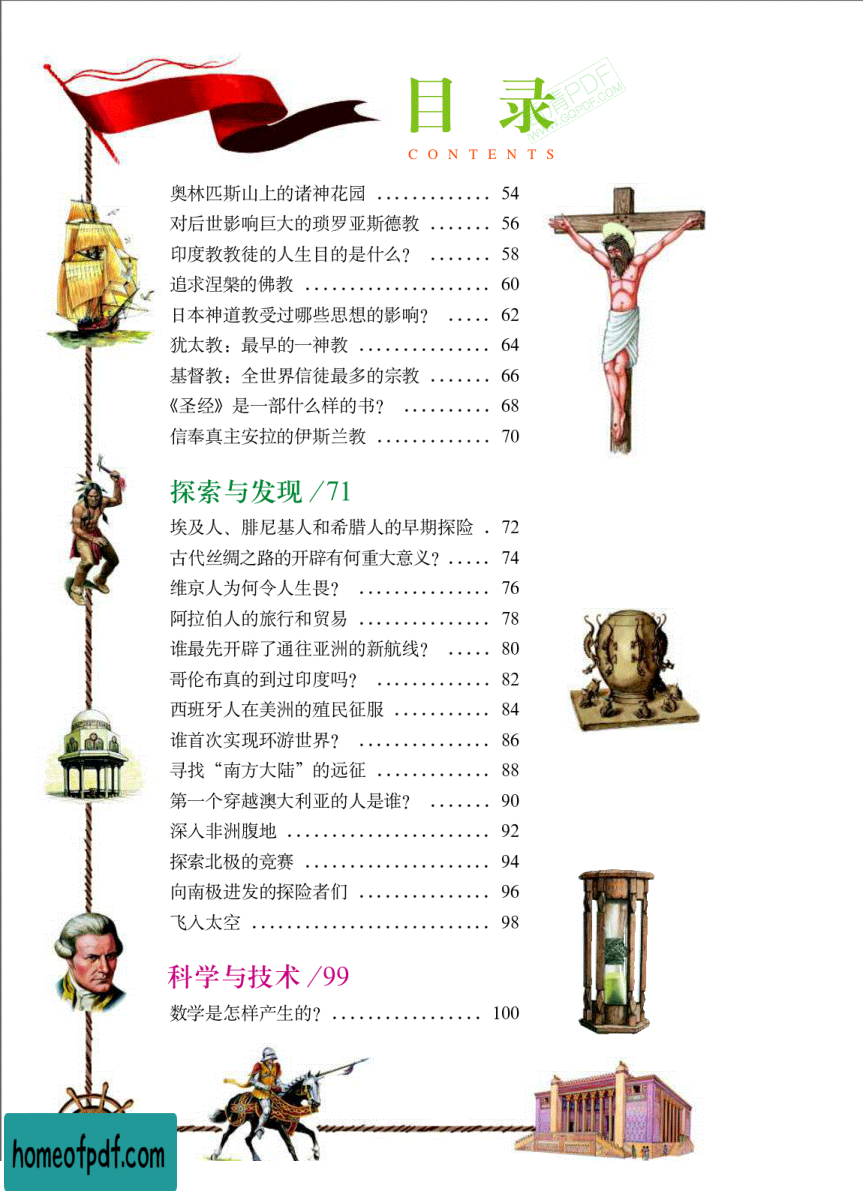 目 录
CONTENTS
WWW.GQPDF.COM
奥林匹斯山上的诸神花园 ............. 54
对后世影响巨大的琐罗亚斯德教 ....... 56
印度教教徒的人生目的是什么？ ....... 58
追求涅槃的佛教 ..................... 60
日本神道教受过哪些思想的影响？ ..... 62
犹太教：最早的一神教 ............... 64
基督教：全世界信徒最多的宗教 ....... 66
《圣经》是一部什么样的书？ .......... 68
信奉真主安拉的伊斯兰教 ............. 70
探索与发现 /71
埃及人、腓尼基人和希腊人的早期探险 . 72
古代丝绸之路的开辟有何重大意义？..... 74
维京人为何令人生畏？ ............... 76
阿拉伯人的旅行和贸易 ............... 78
谁最先开辟了通往亚洲的新航线？ ..... 80
哥伦布真的到过印度吗？ ............. 82
西班牙人在美洲的殖民征服 ........... 84
谁首次实现环游世界？ ............... 86
寻找“南方大陆”的远征 ............. 88
第一个穿越澳大利亚的人是谁？ ....... 90
深入非洲腹地 ....................... 92
探索北极的竞赛 ..................... 94
向南极进发的探险者们 ............... 96
飞入太空 ........................... 98
科学与技术 /99
数学是怎样产生的？................. 100
homeofpdf.com